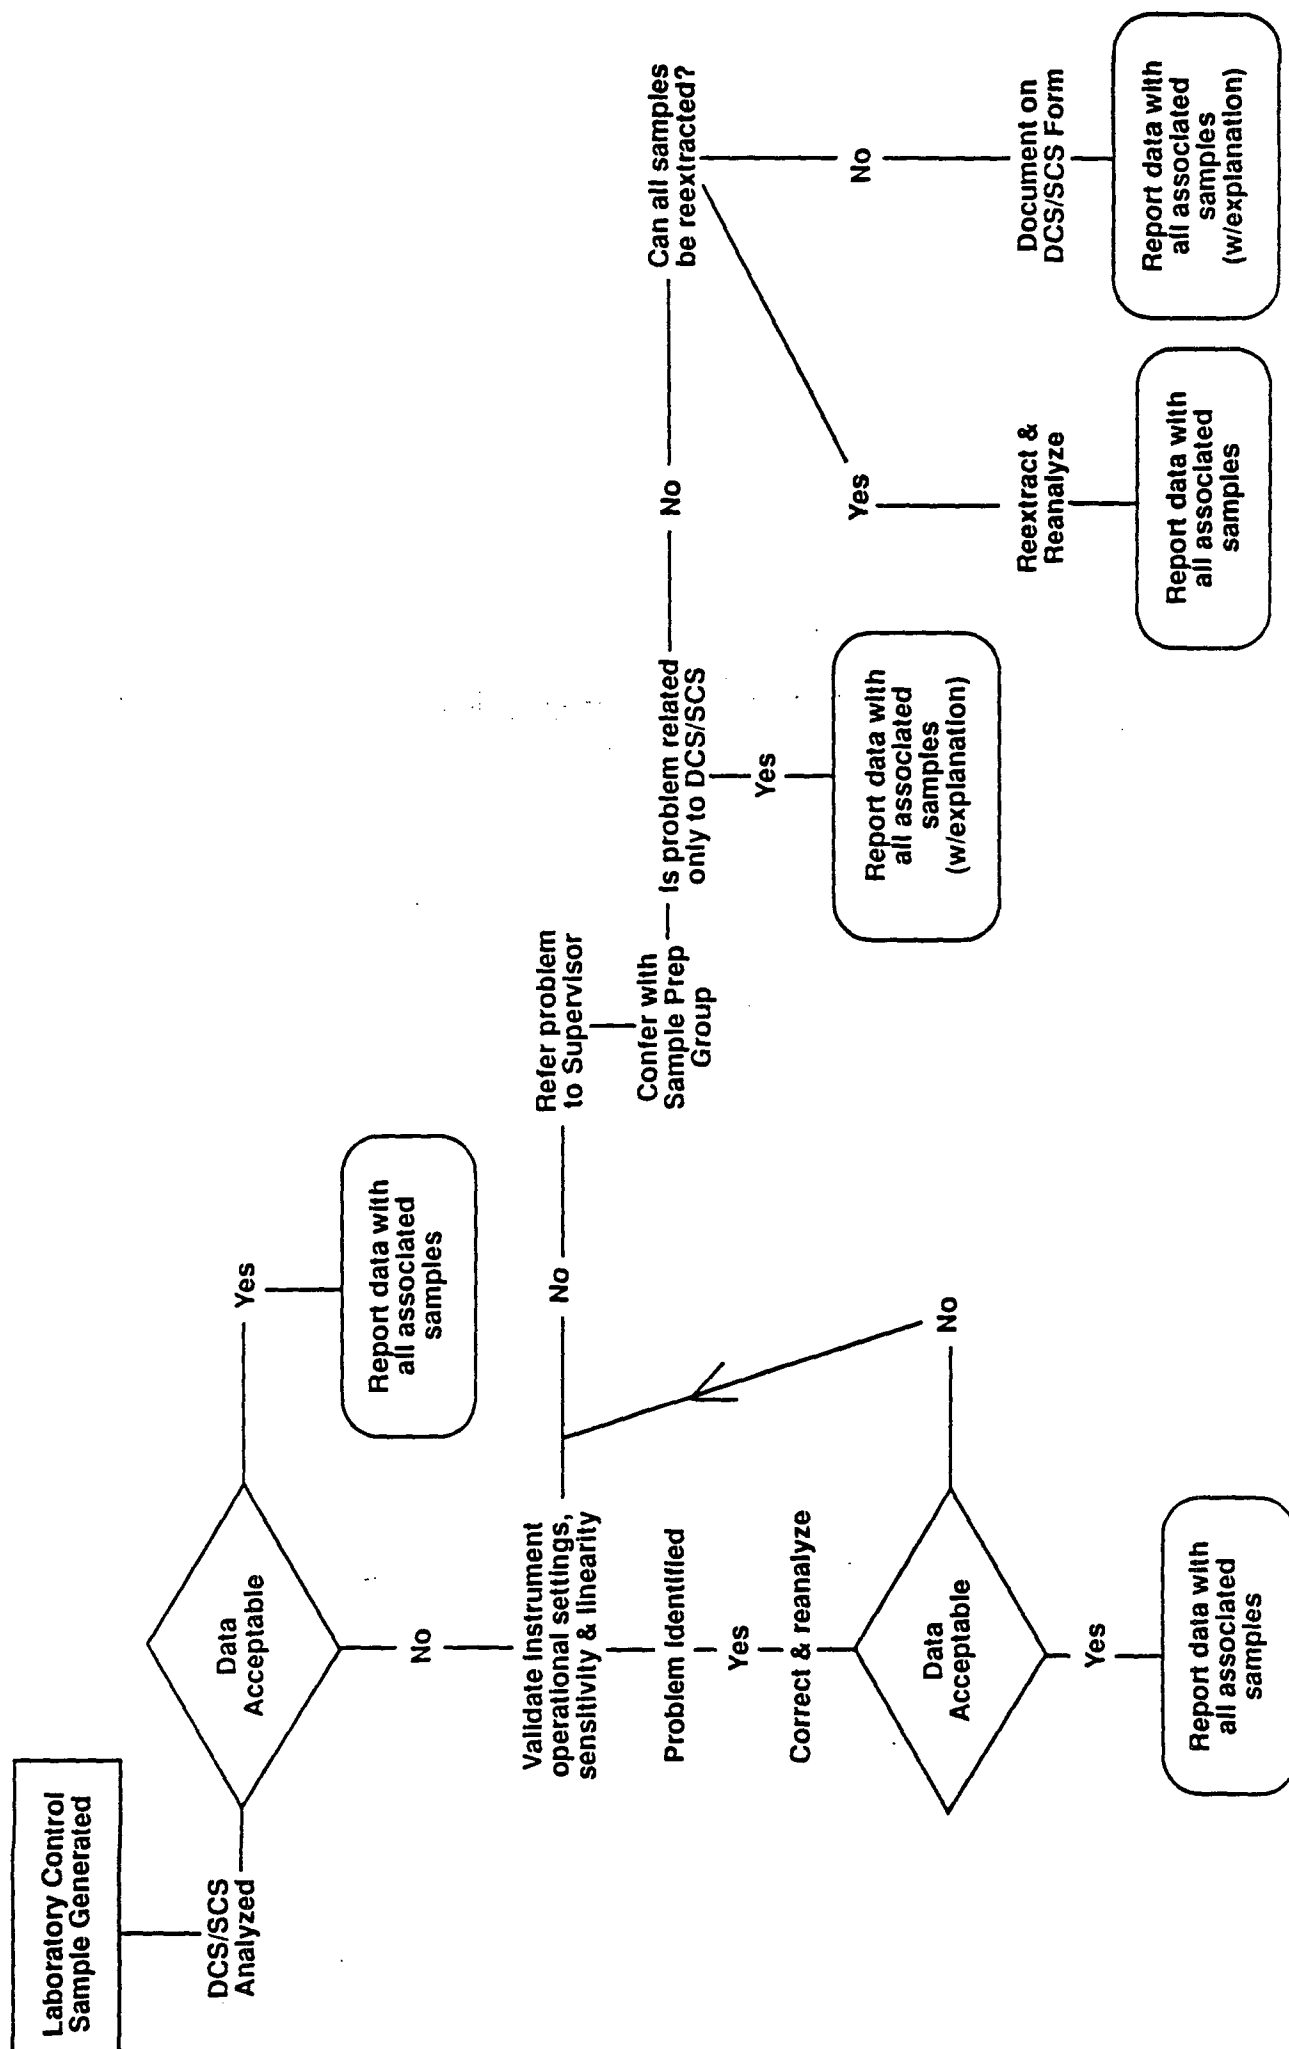 Laboratory Control
Sample Generated
DCS/SCS
Analyzed
Data
Acceptable
Yes
Report data with
all associated
samples
No
Validate instrument
operational settings,
sensitivity & linearity
No
Refer problem
to Supervisor
Confer with
Sample Prep
Group
Is problem related
only to DCS/SCS
No
Can all samples
be reextracted?
Problem Identified
Yes
Correct & reanalyze
Data
Acceptable
No
Yes
Report data with
all associated
samples
Yes
Report data with
all associated
samples
(w/explanation)
Yes
Reextract &
Reanalyze
Report data with
all associated
samples
No
Document on
DCS/SCS Form
Report data with
all associated
samples
(w/explanation)